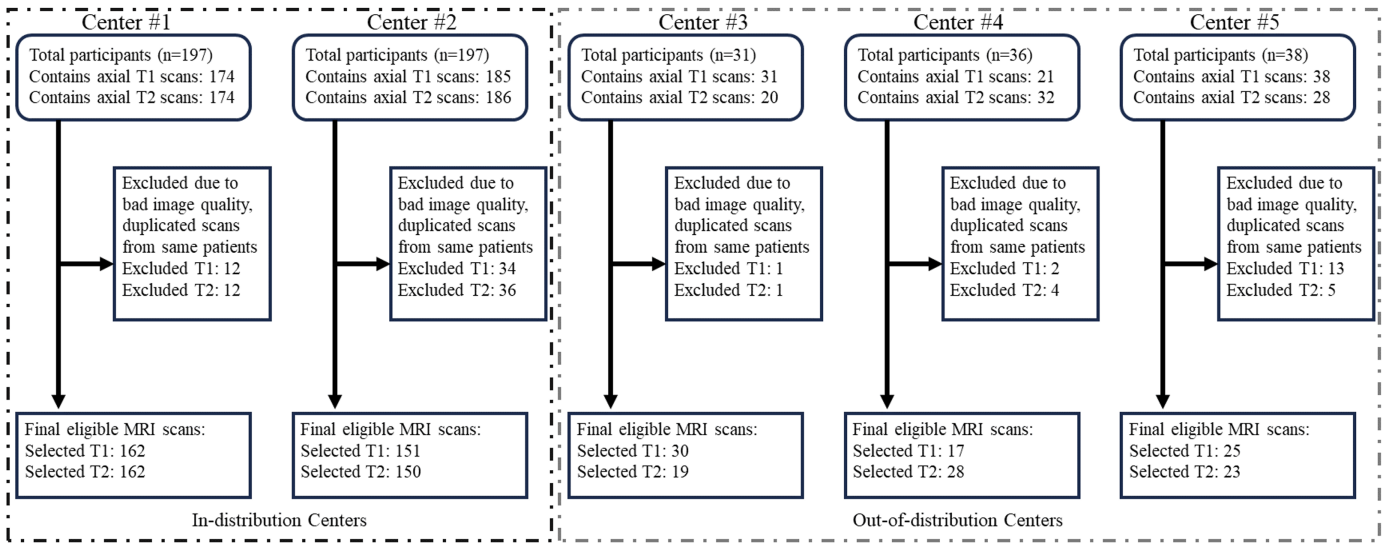 Center #1
Total participants (n=197)
Contains axial T1 scans: 174
Contains axial T2 scans: 174
Excluded due to
bad image quality,
duplicated scans
from same patients
Excluded T1: 12
Excluded T2: 12
Final eligible MRI scans:
Selected T1: 162
Selected T2: 162
Center #2
Total participants (n=197)
Contains axial T1 scans: 185
Contains axial T2 scans: 186
Excluded due to
bad image quality,
duplicated scans
from same patients
Excluded T1: 34
Excluded T2: 36
Final eligible MRI scans:
Selected T1: 151
Selected T2: 150
In-distribution Centers
Center #3
Total participants (n=31)
Contains axial T1 scans: 31
Contains axial T2 scans: 20
Excluded due to
bad image quality,
duplicated scans
from same patients
Excluded T1: 1
Excluded T2: 1
Final eligible MRI scans:
Selected T1: 30
Selected T2: 19
Center #4
Total participants (n=36)
Contains axial T1 scans: 21
Contains axial T2 scans: 32
Excluded due to
bad image quality,
duplicated scans
from same patients
Excluded T1: 2
Excluded T2: 4
Final eligible MRI scans:
Selected T1: 17
Selected T2: 28
Center #5
Total participants (n=38)
Contains axial T1 scans: 38
Contains axial T2 scans: 28
Excluded due to
bad image quality,
duplicated scans
from same patients
Excluded T1: 13
Excluded T2: 5
Final eligible MRI scans:
Selected T1: 25
Selected T2: 23
Out-of-distribution Centers